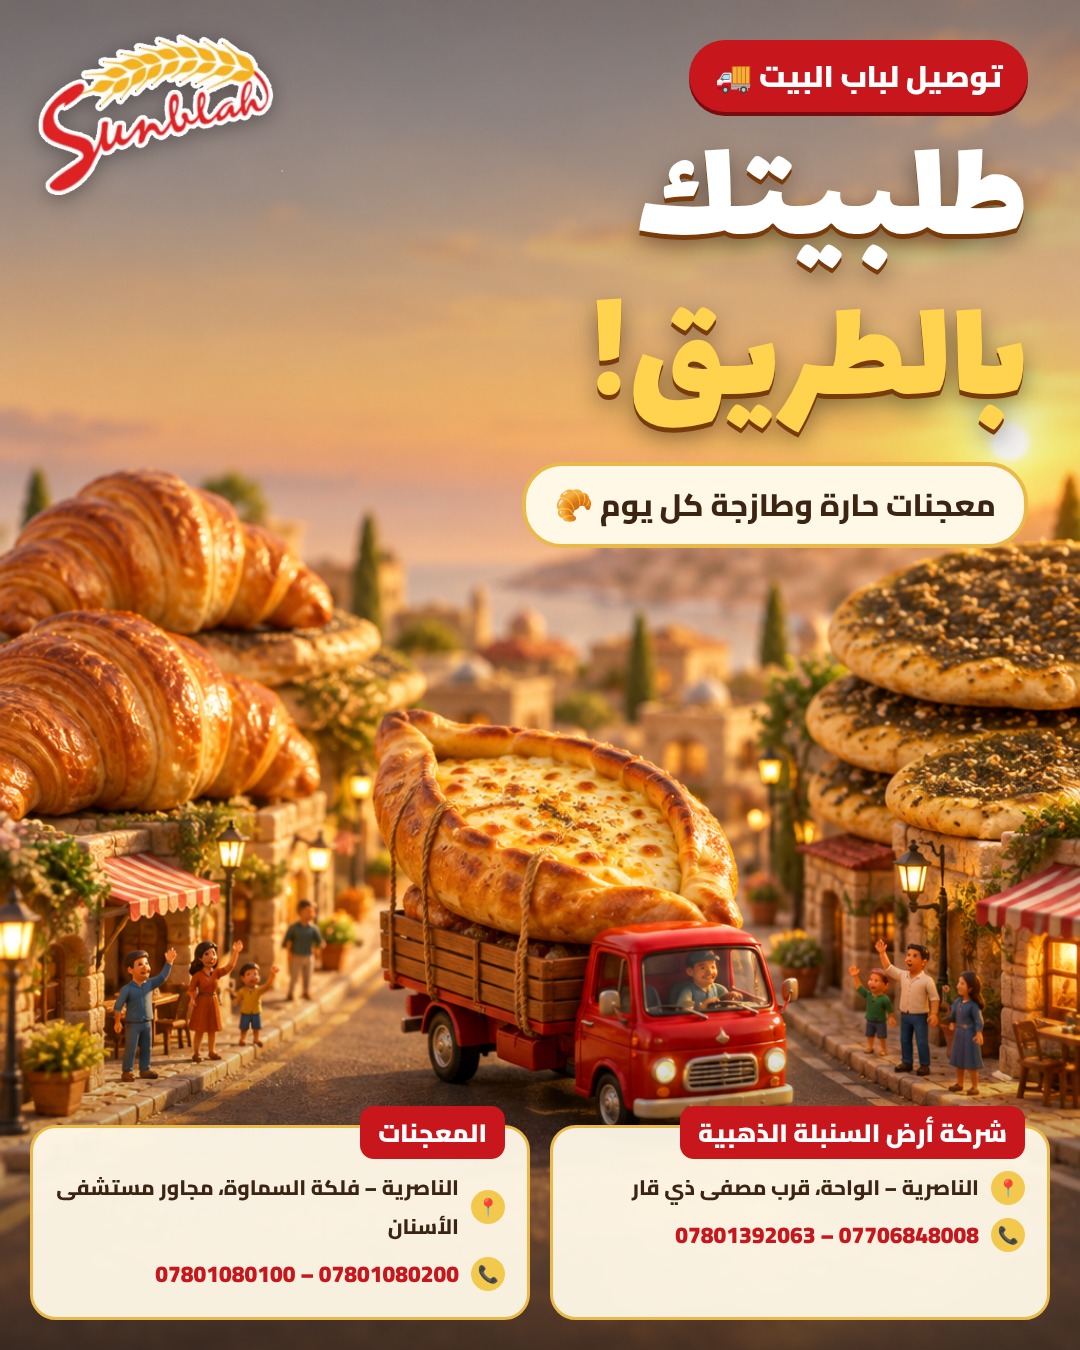 Sunblah
توصيل لباب البيت 🚚
طلبيتك
بالطريق!
معجنات حارة وطازجة كل يوم 🥐
شركة أرض السنبلة الذهبية
الناصرية – الواحة، قرب مصفى ذي قار
07801392063 – 07706848008
المعجنات
الناصرية – فلكة السماوة، مجاور مستشفى
الأسنان
07801080100 – 07801080200